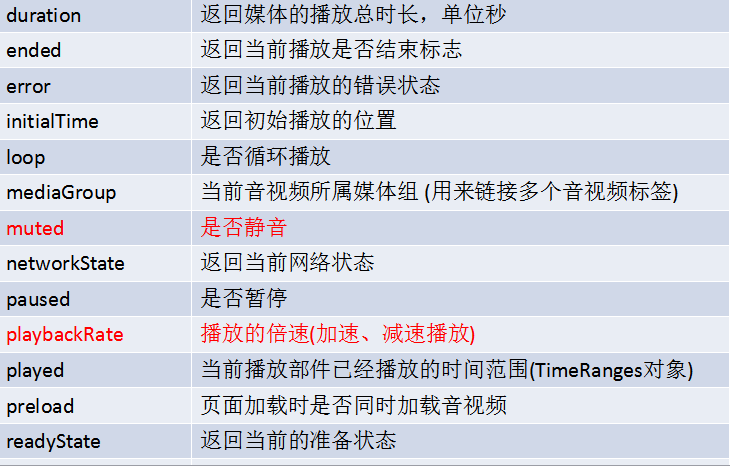 duration 返回媒体的播放总时长，单位秒
ended 返回当前播放是否结束标志
error 返回当前播放的错误状态
initialTime 返回初始播放的位置
loop 是否循环播放
mediaGroup 当前音视频所属媒体组 (用来链接多个音视频标签)
muted 是否静音
networkState 返回当前网络状态
paused 是否暂停
playbackRate 播放的倍速(加速、减速播放)
played 当前播放部件已经播放的时间范围(TimeRanges对象)
preload 页面加载时是否同时加载音视频
readyState 返回当前的准备状态